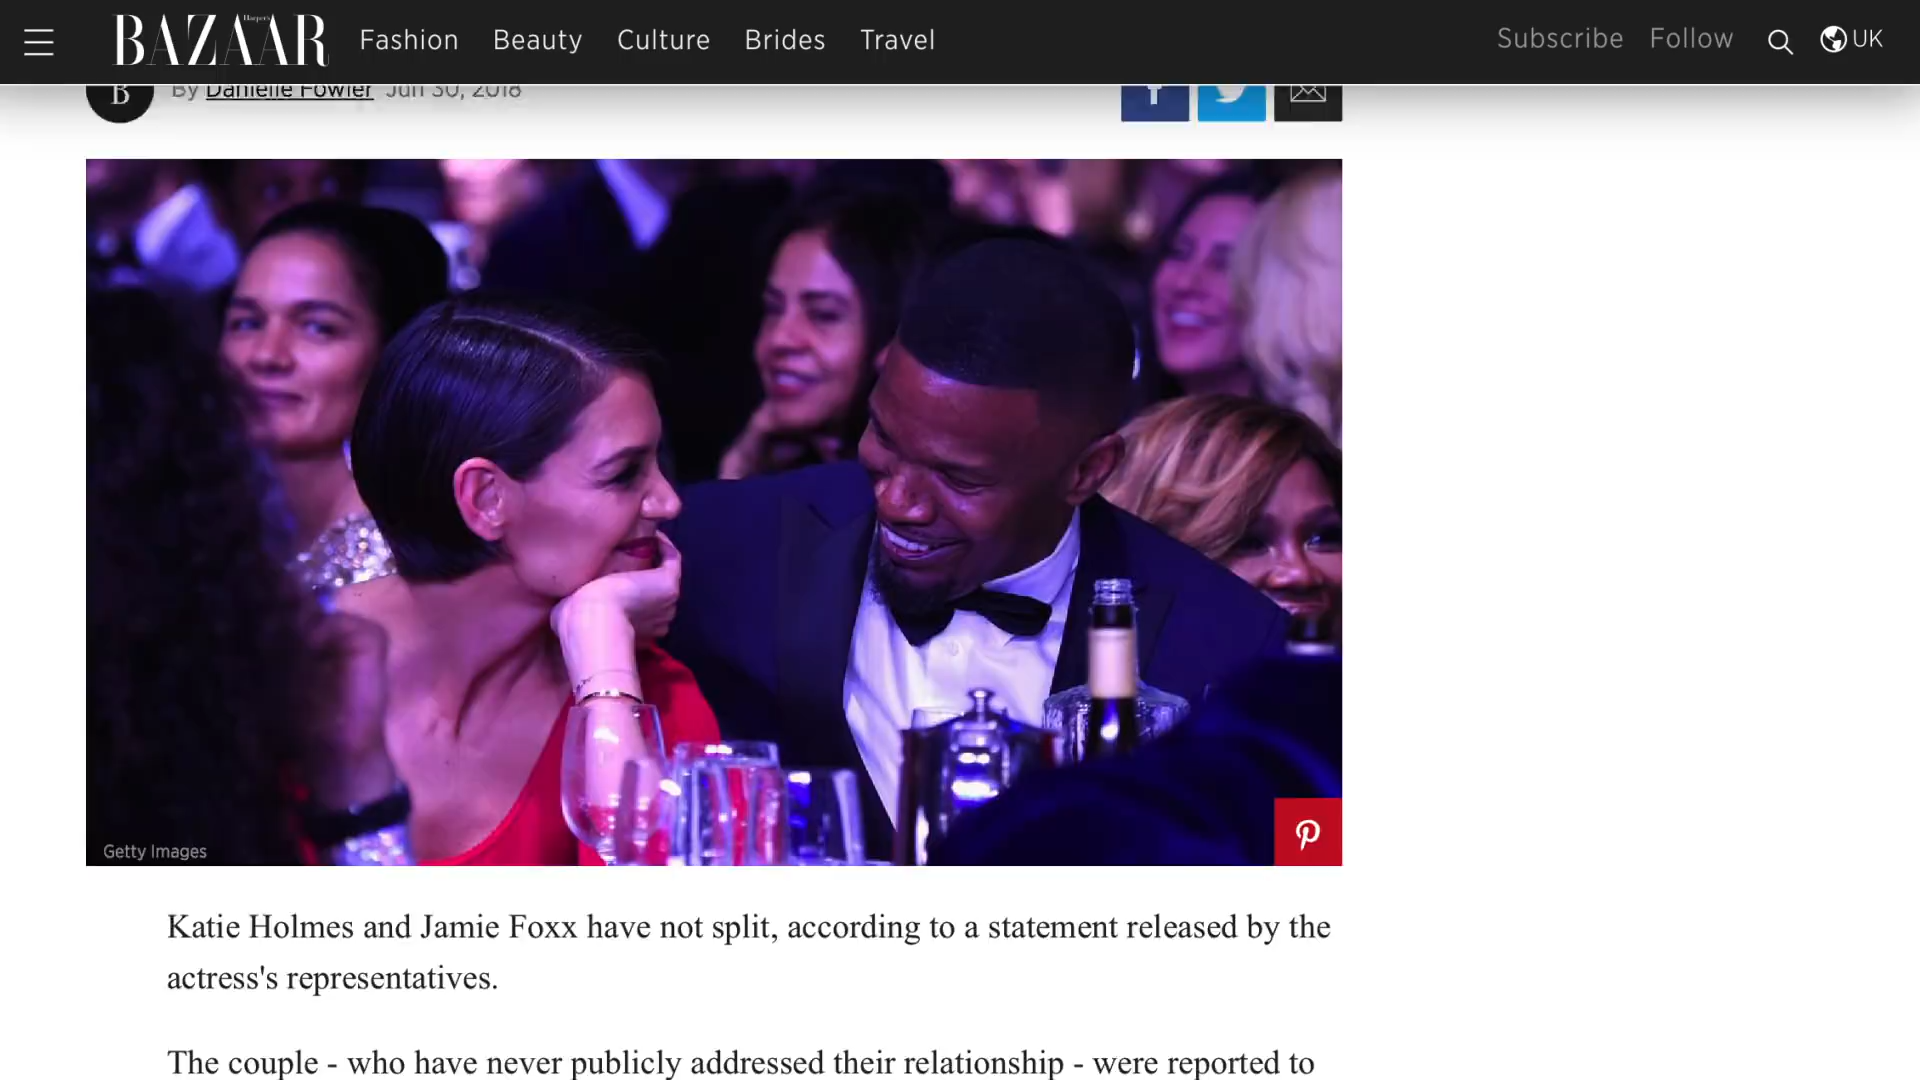 Harper's
BAZAAR Fashion Beauty Culture Brides Travel Subscribe Follow UK
B By Danielle Fowler Jun 30, 2018
Getty Images
Katie Holmes and Jamie Foxx have not split, according to a statement released by the
actress's representatives.
The couple - who have never publicly addressed their relationship - were reported to